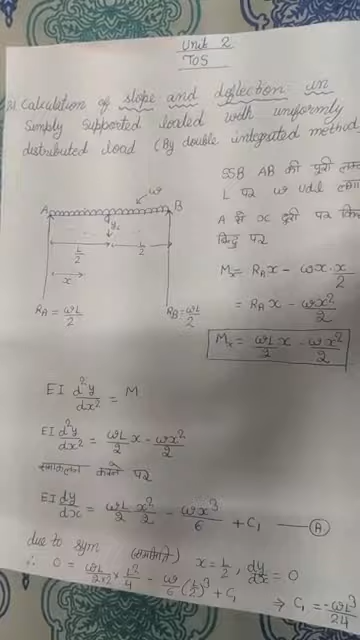 Unit 2
TOS
Calculation of slope and deflection in
Simply supported loaded with uniformly
distributed load (By double integrated method)
SSB AB की पूरी लम्
L पर w udl लगा
A से x दूरी पर कि
बिन्दु पर
w
A B
yc
L/2 L/2
x
RA = wL/2 RB = wL/2
Mx = RA x - wx·x/2
= RA x - wx²/2
Mx = wL/2 x - wx²/2
EI d²y/dx² = M
EI d²y/dx² = wL/2 x - wx²/2
समाकलन करने पर
EI dy/dx = wL/2 x²/2 - wx³/6 + C₁ —(A)
due to sym (सममिति) x = L/2, dy/dx = 0
∴ 0 = wL/2×2 × L²/4 - w/6 (L/2)³ + C₁ ⇒ C₁ = -wL³/24